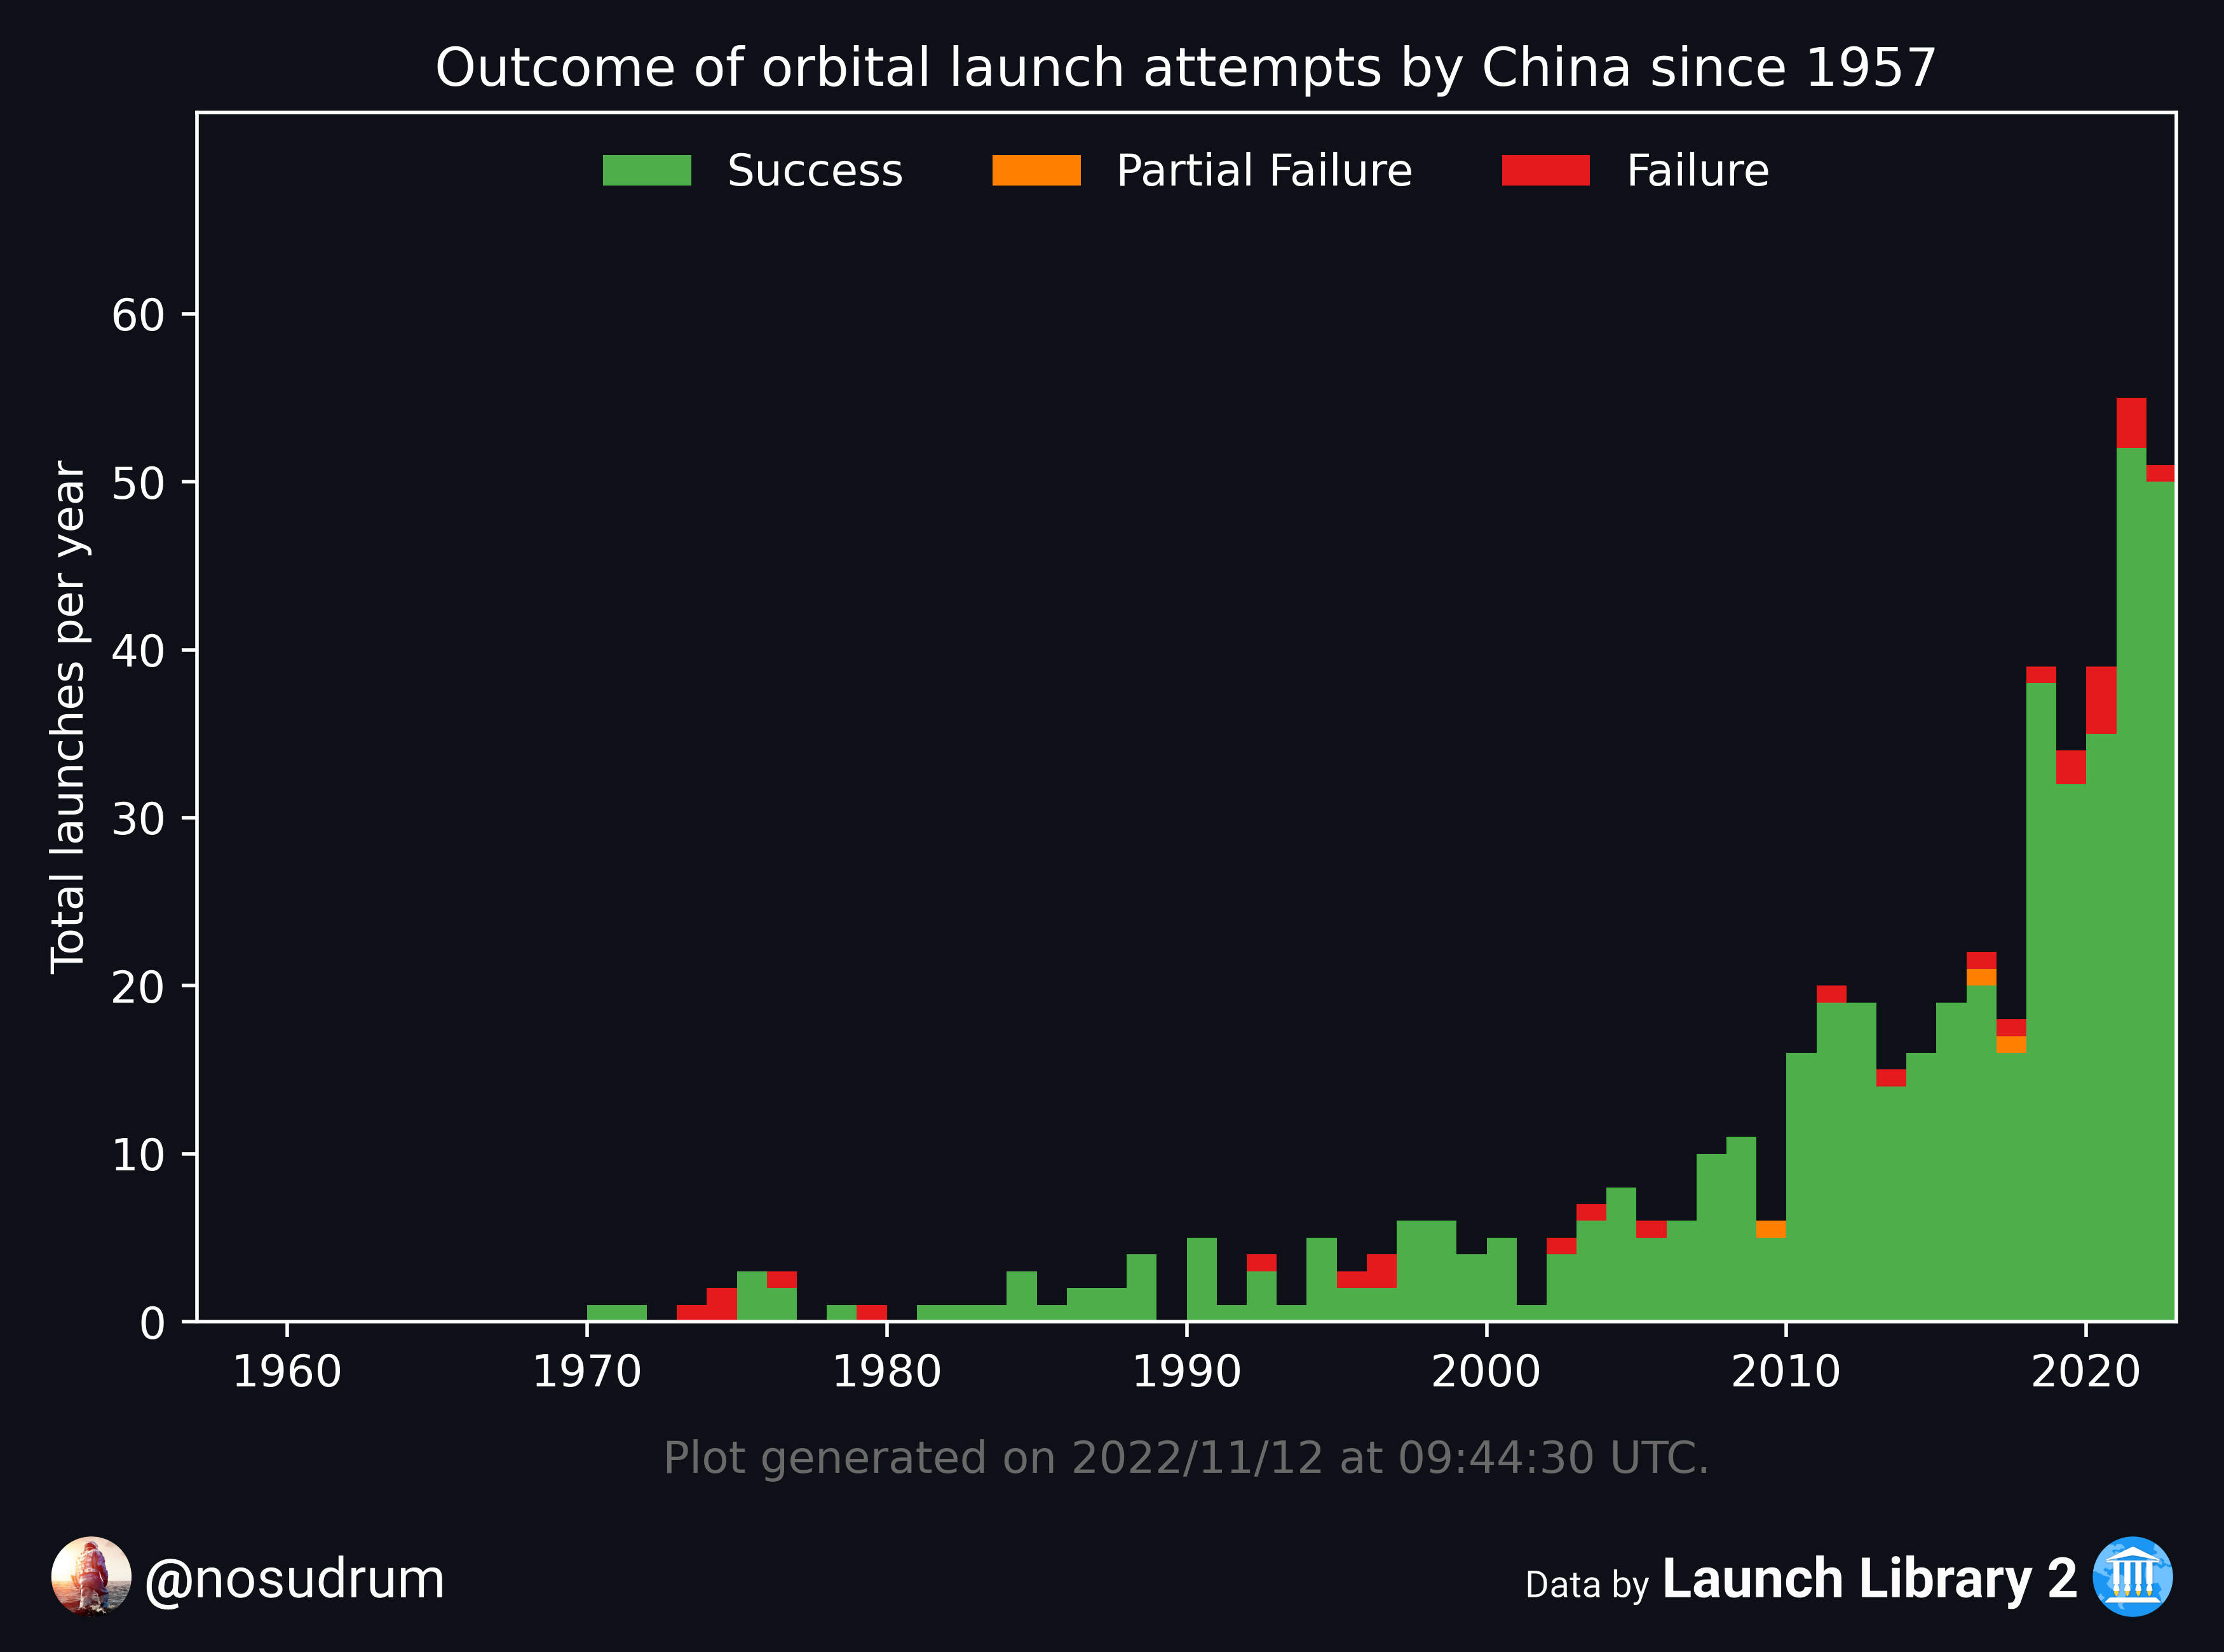 Outcome of orbital launch attempts by China since 1957
Success Partial Failure Failure
Total launches per year
60
50
40
30
20
10
0
1960 1970 1980 1990 2000 2010 2020
Plot generated on 2022/11/12 at 09:44:30 UTC.
@nosudrum
Data by Launch Library 2